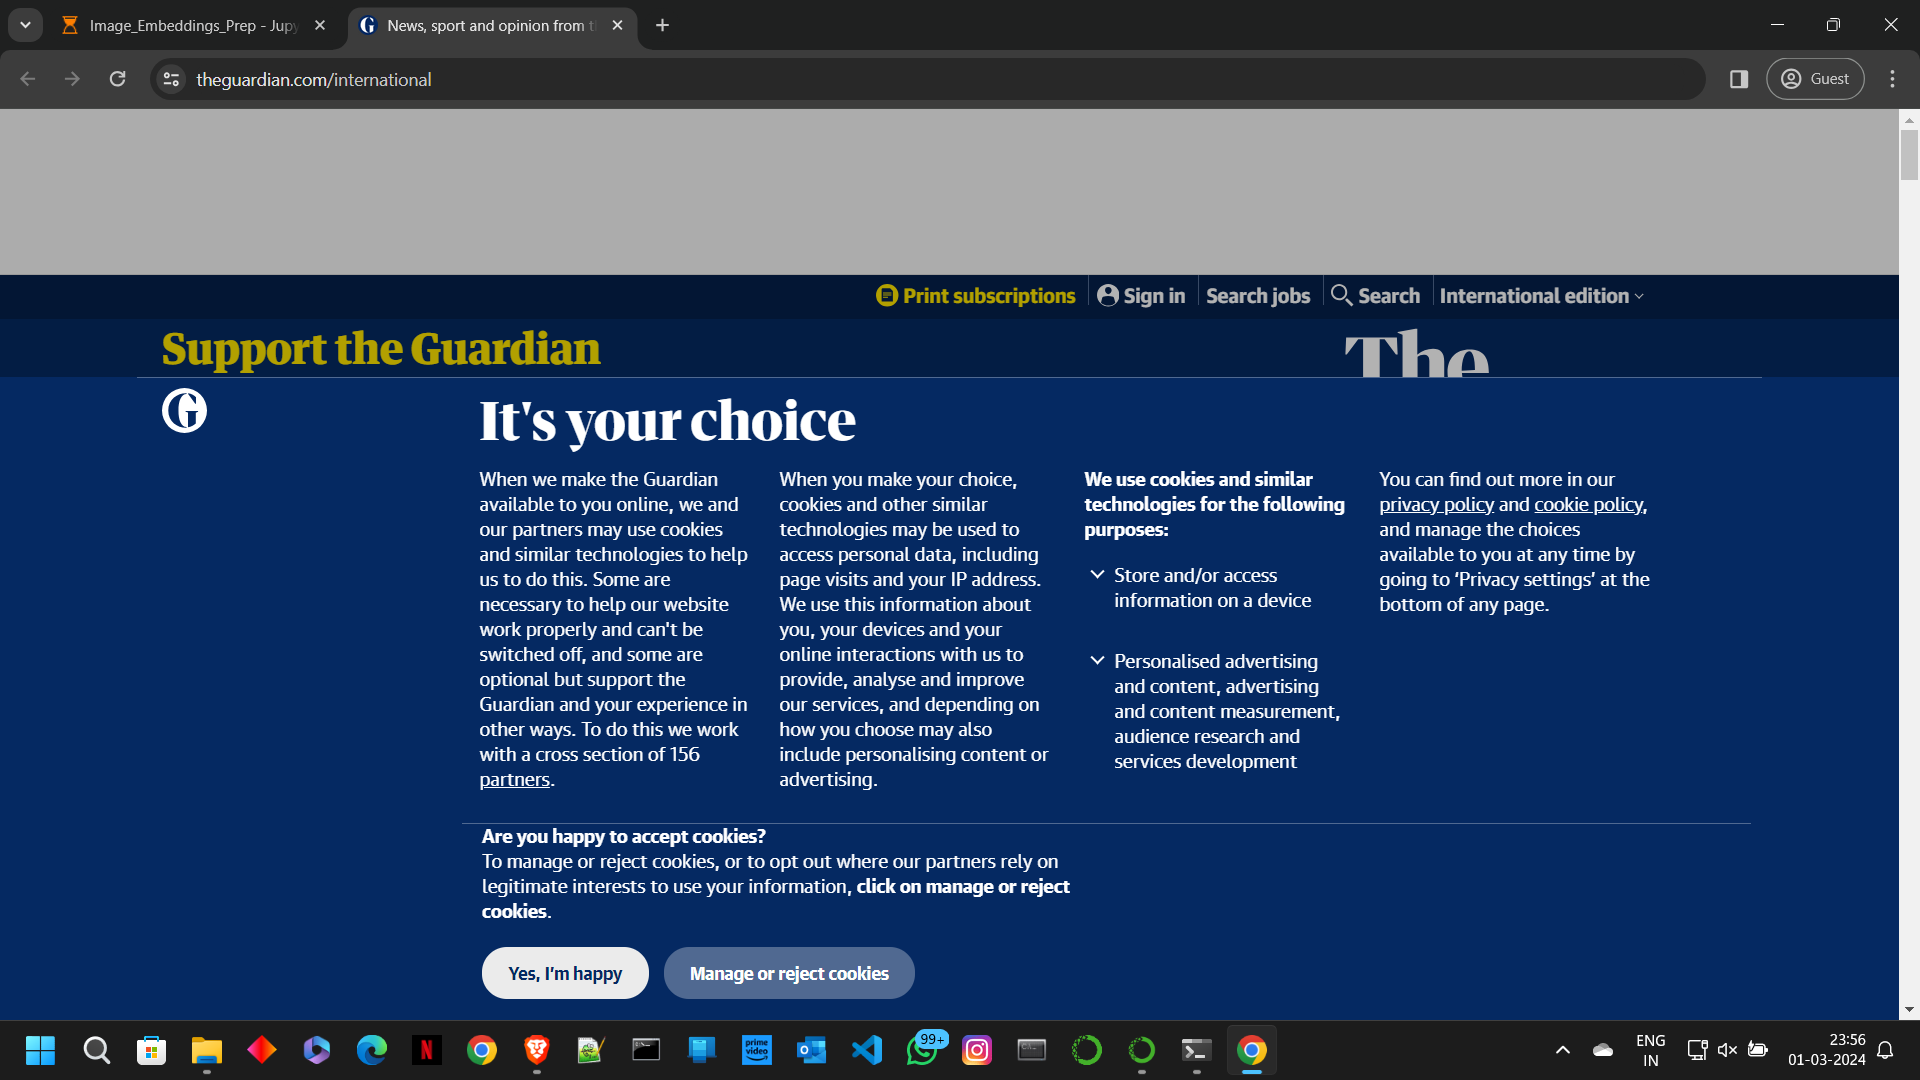 Image_Embeddings_Prep - Jupy
News, sport and opinion from t
theguardian.com/international
Guest
Print subscriptions
Sign in
Search jobs
Search
International edition
Support the Guardian
The
It's your choice
When we make the Guardian
available to you online, we and
our partners may use cookies
and similar technologies to help
us to do this. Some are
necessary to help our website
work properly and can't be
switched off, and some are
optional but support the
Guardian and your experience in
other ways. To do this we work
with a cross section of 156
partners.
When you make your choice,
cookies and other similar
technologies may be used to
access personal data, including
page visits and your IP address.
We use this information about
you, your devices and your
online interactions with us to
provide, analyse and improve
our services, and depending on
how you choose may also
include personalising content or
advertising.
We use cookies and similar
technologies for the following
purposes:
Store and/or access
information on a device
Personalised advertising
and content, advertising
and content measurement,
audience research and
services development
You can find out more in our
privacy policy and cookie policy,
and manage the choices
available to you at any time by
going to ‘Privacy settings’ at the
bottom of any page.
Are you happy to accept cookies?
To manage or reject cookies, or to opt out where our partners rely on
legitimate interests to use your information, click on manage or reject
cookies.
Yes, I’m happy
Manage or reject cookies
N
prime
video
99+
ENG
IN
23:56
01-03-2024